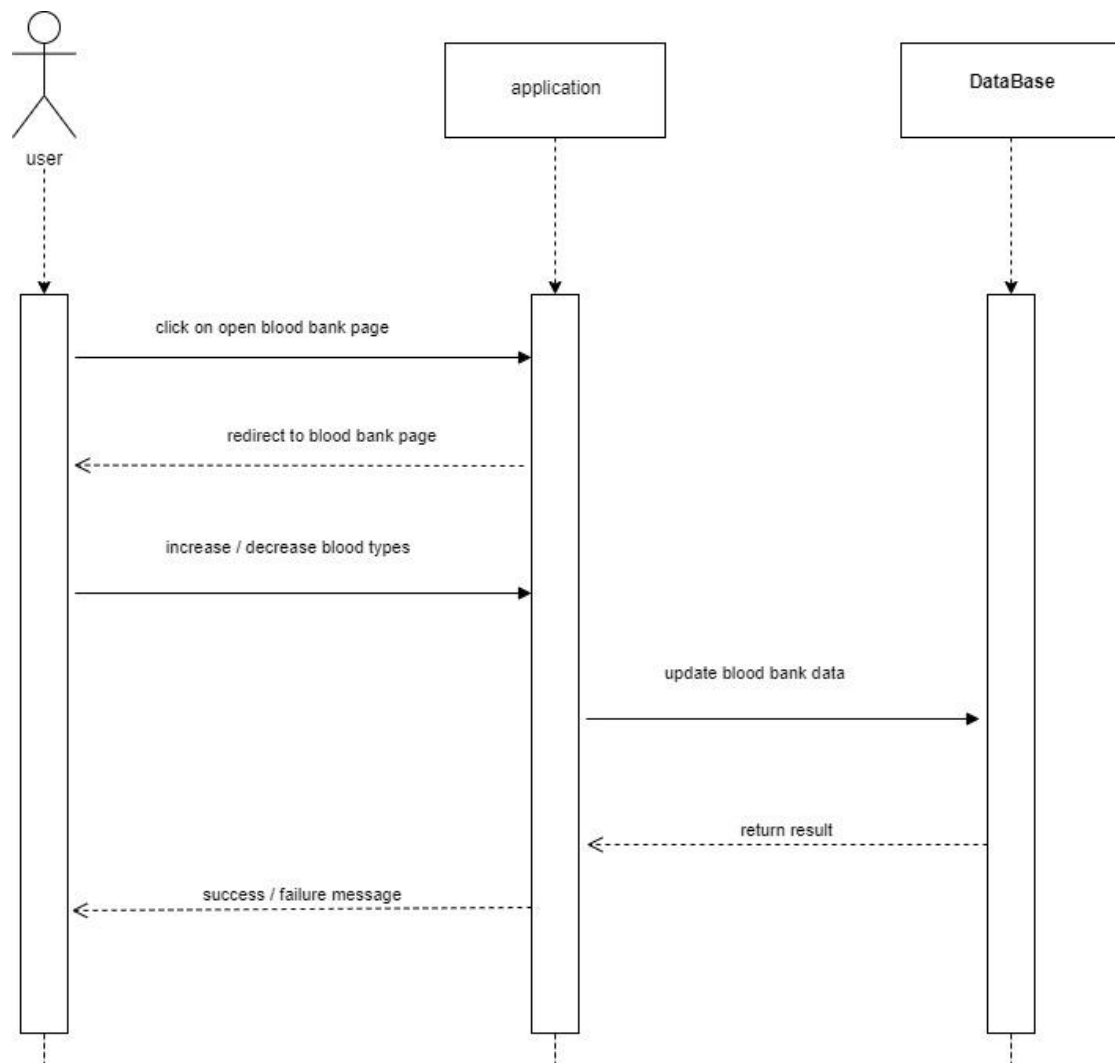 user
application
DataBase
click on open blood bank page
redirect to blood bank page
increase / decrease blood types
update blood bank data
return result
success / failure message